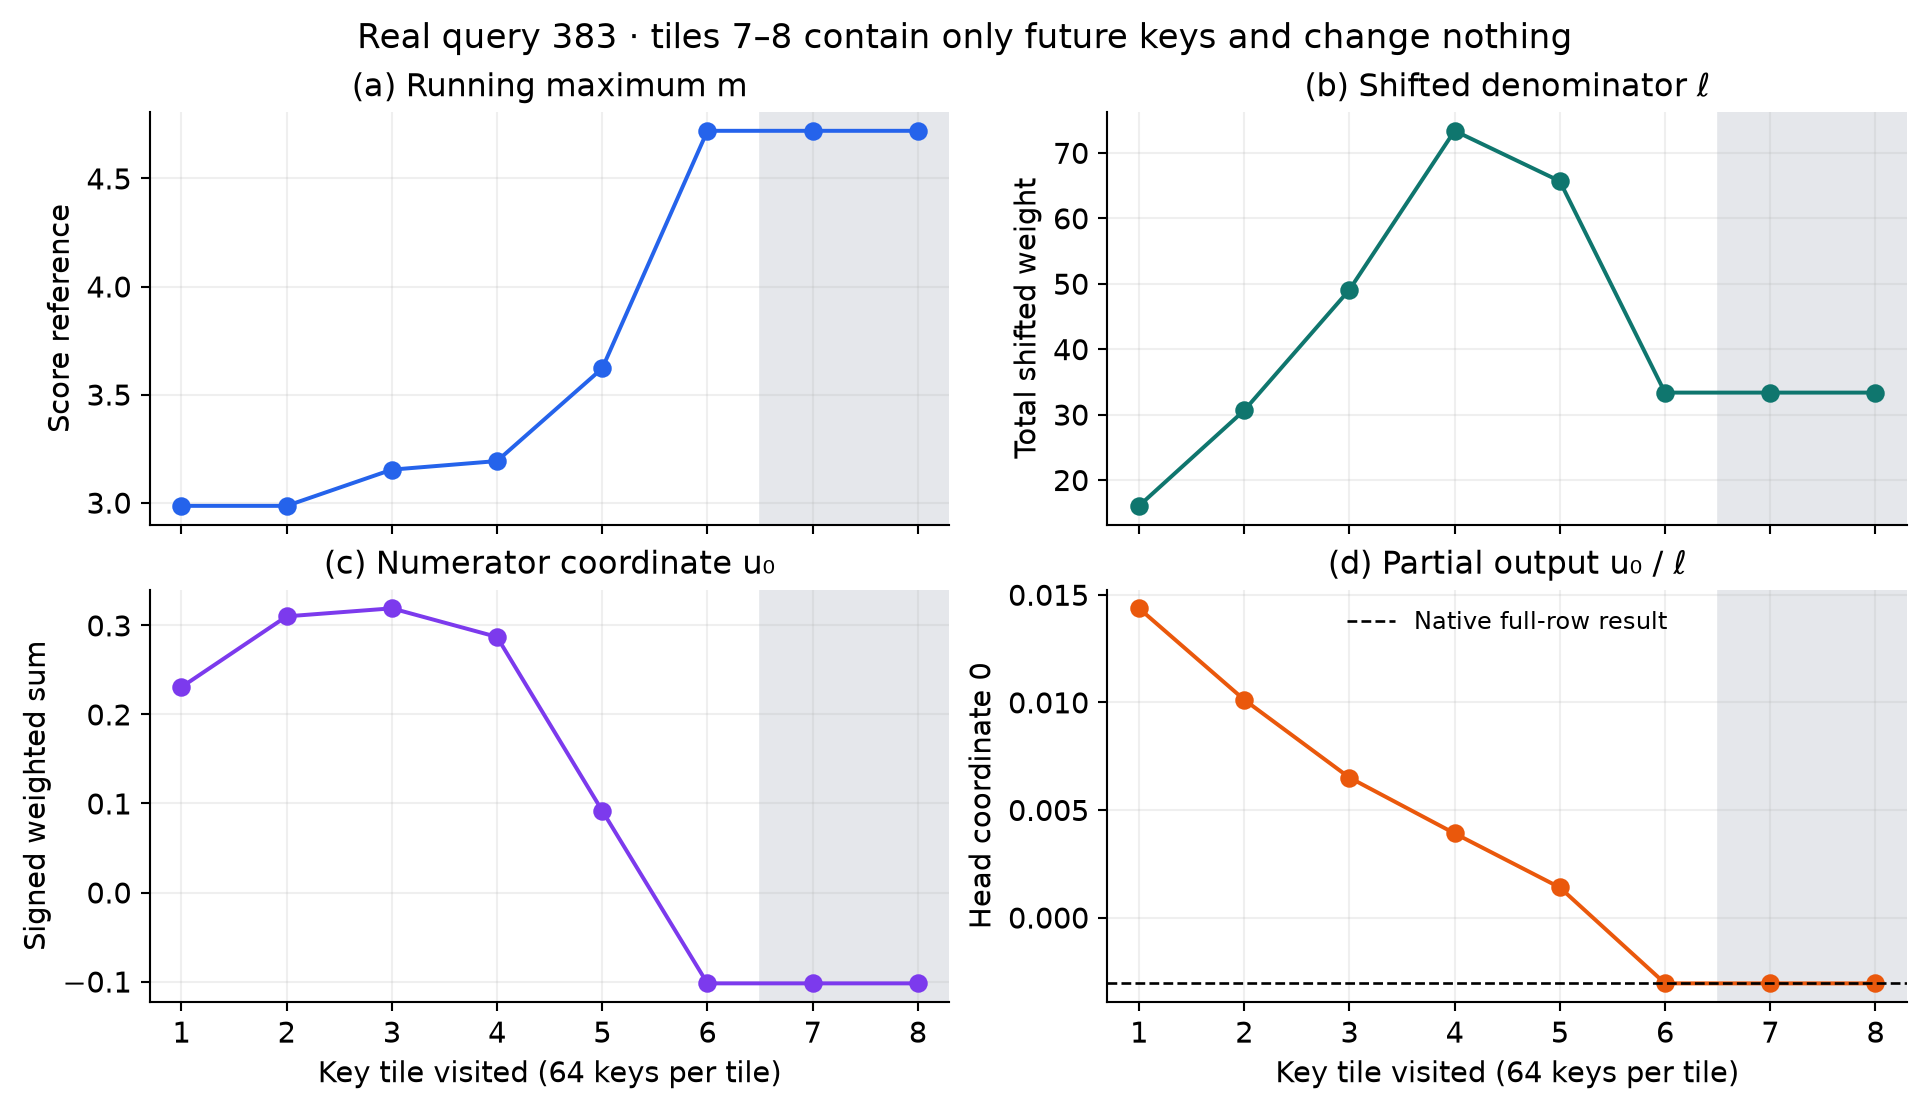 Real query 383 · tiles 7–8 contain only future keys and change nothing
(a) Running maximum m
Score reference
4.5
4.0
3.5
3.0
(b) Shifted denominator ℓ
Total shifted weight
70
60
50
40
30
20
(c) Numerator coordinate u₀
Signed weighted sum
0.3
0.2
0.1
0.0
−0.1
1 2 3 4 5 6 7 8
Key tile visited (64 keys per tile)
(d) Partial output u₀ / ℓ
Head coordinate 0
0.015
0.010
0.005
0.000
Native full-row result
1 2 3 4 5 6 7 8
Key tile visited (64 keys per tile)